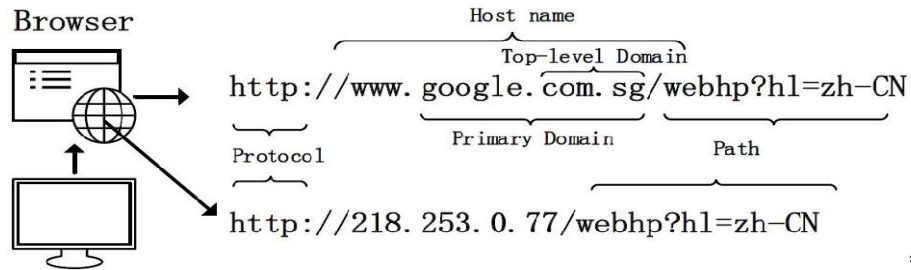 Browser
Host name
Top-level Domain
http://www.google.com.sg/webhp?hl=zh-CN
Protocol
Primary Domain
Path
http://218.253.0.77/webhp?hl=zh-CN